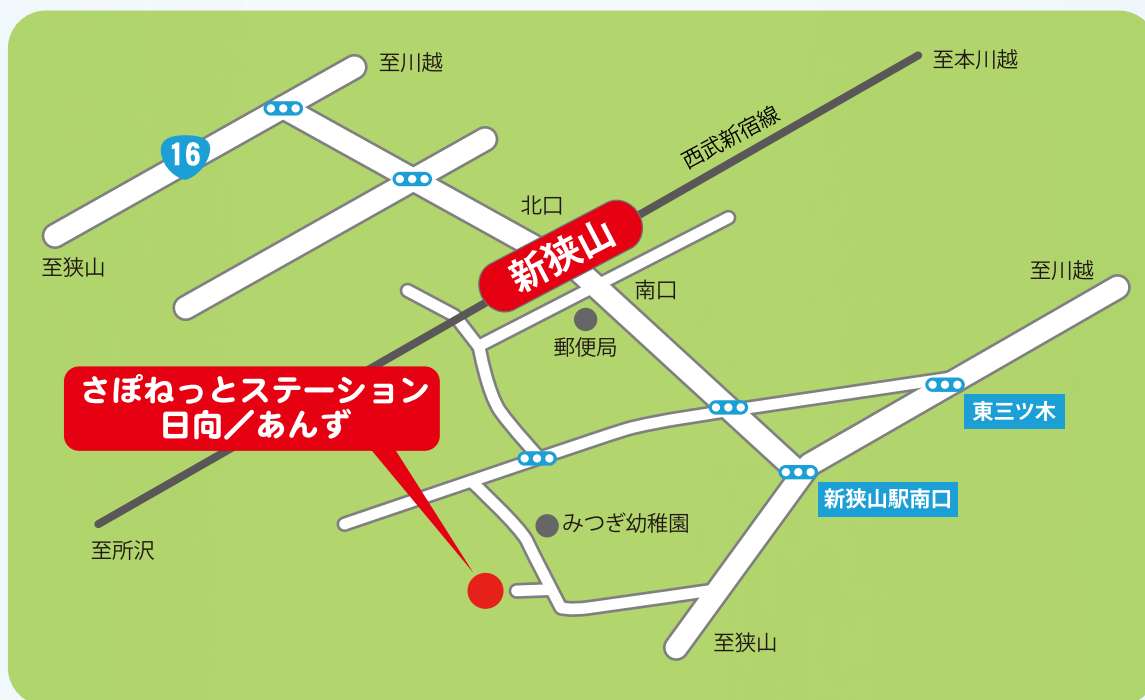 至川越
至本川越
16
西武新宿線
北口
新狭山
至狭山
南口
至川越
郵便局
さぽねっとステーション
日向／あんず
東三ツ木
新狭山駅南口
みつぎ幼稚園
至所沢
至狭山